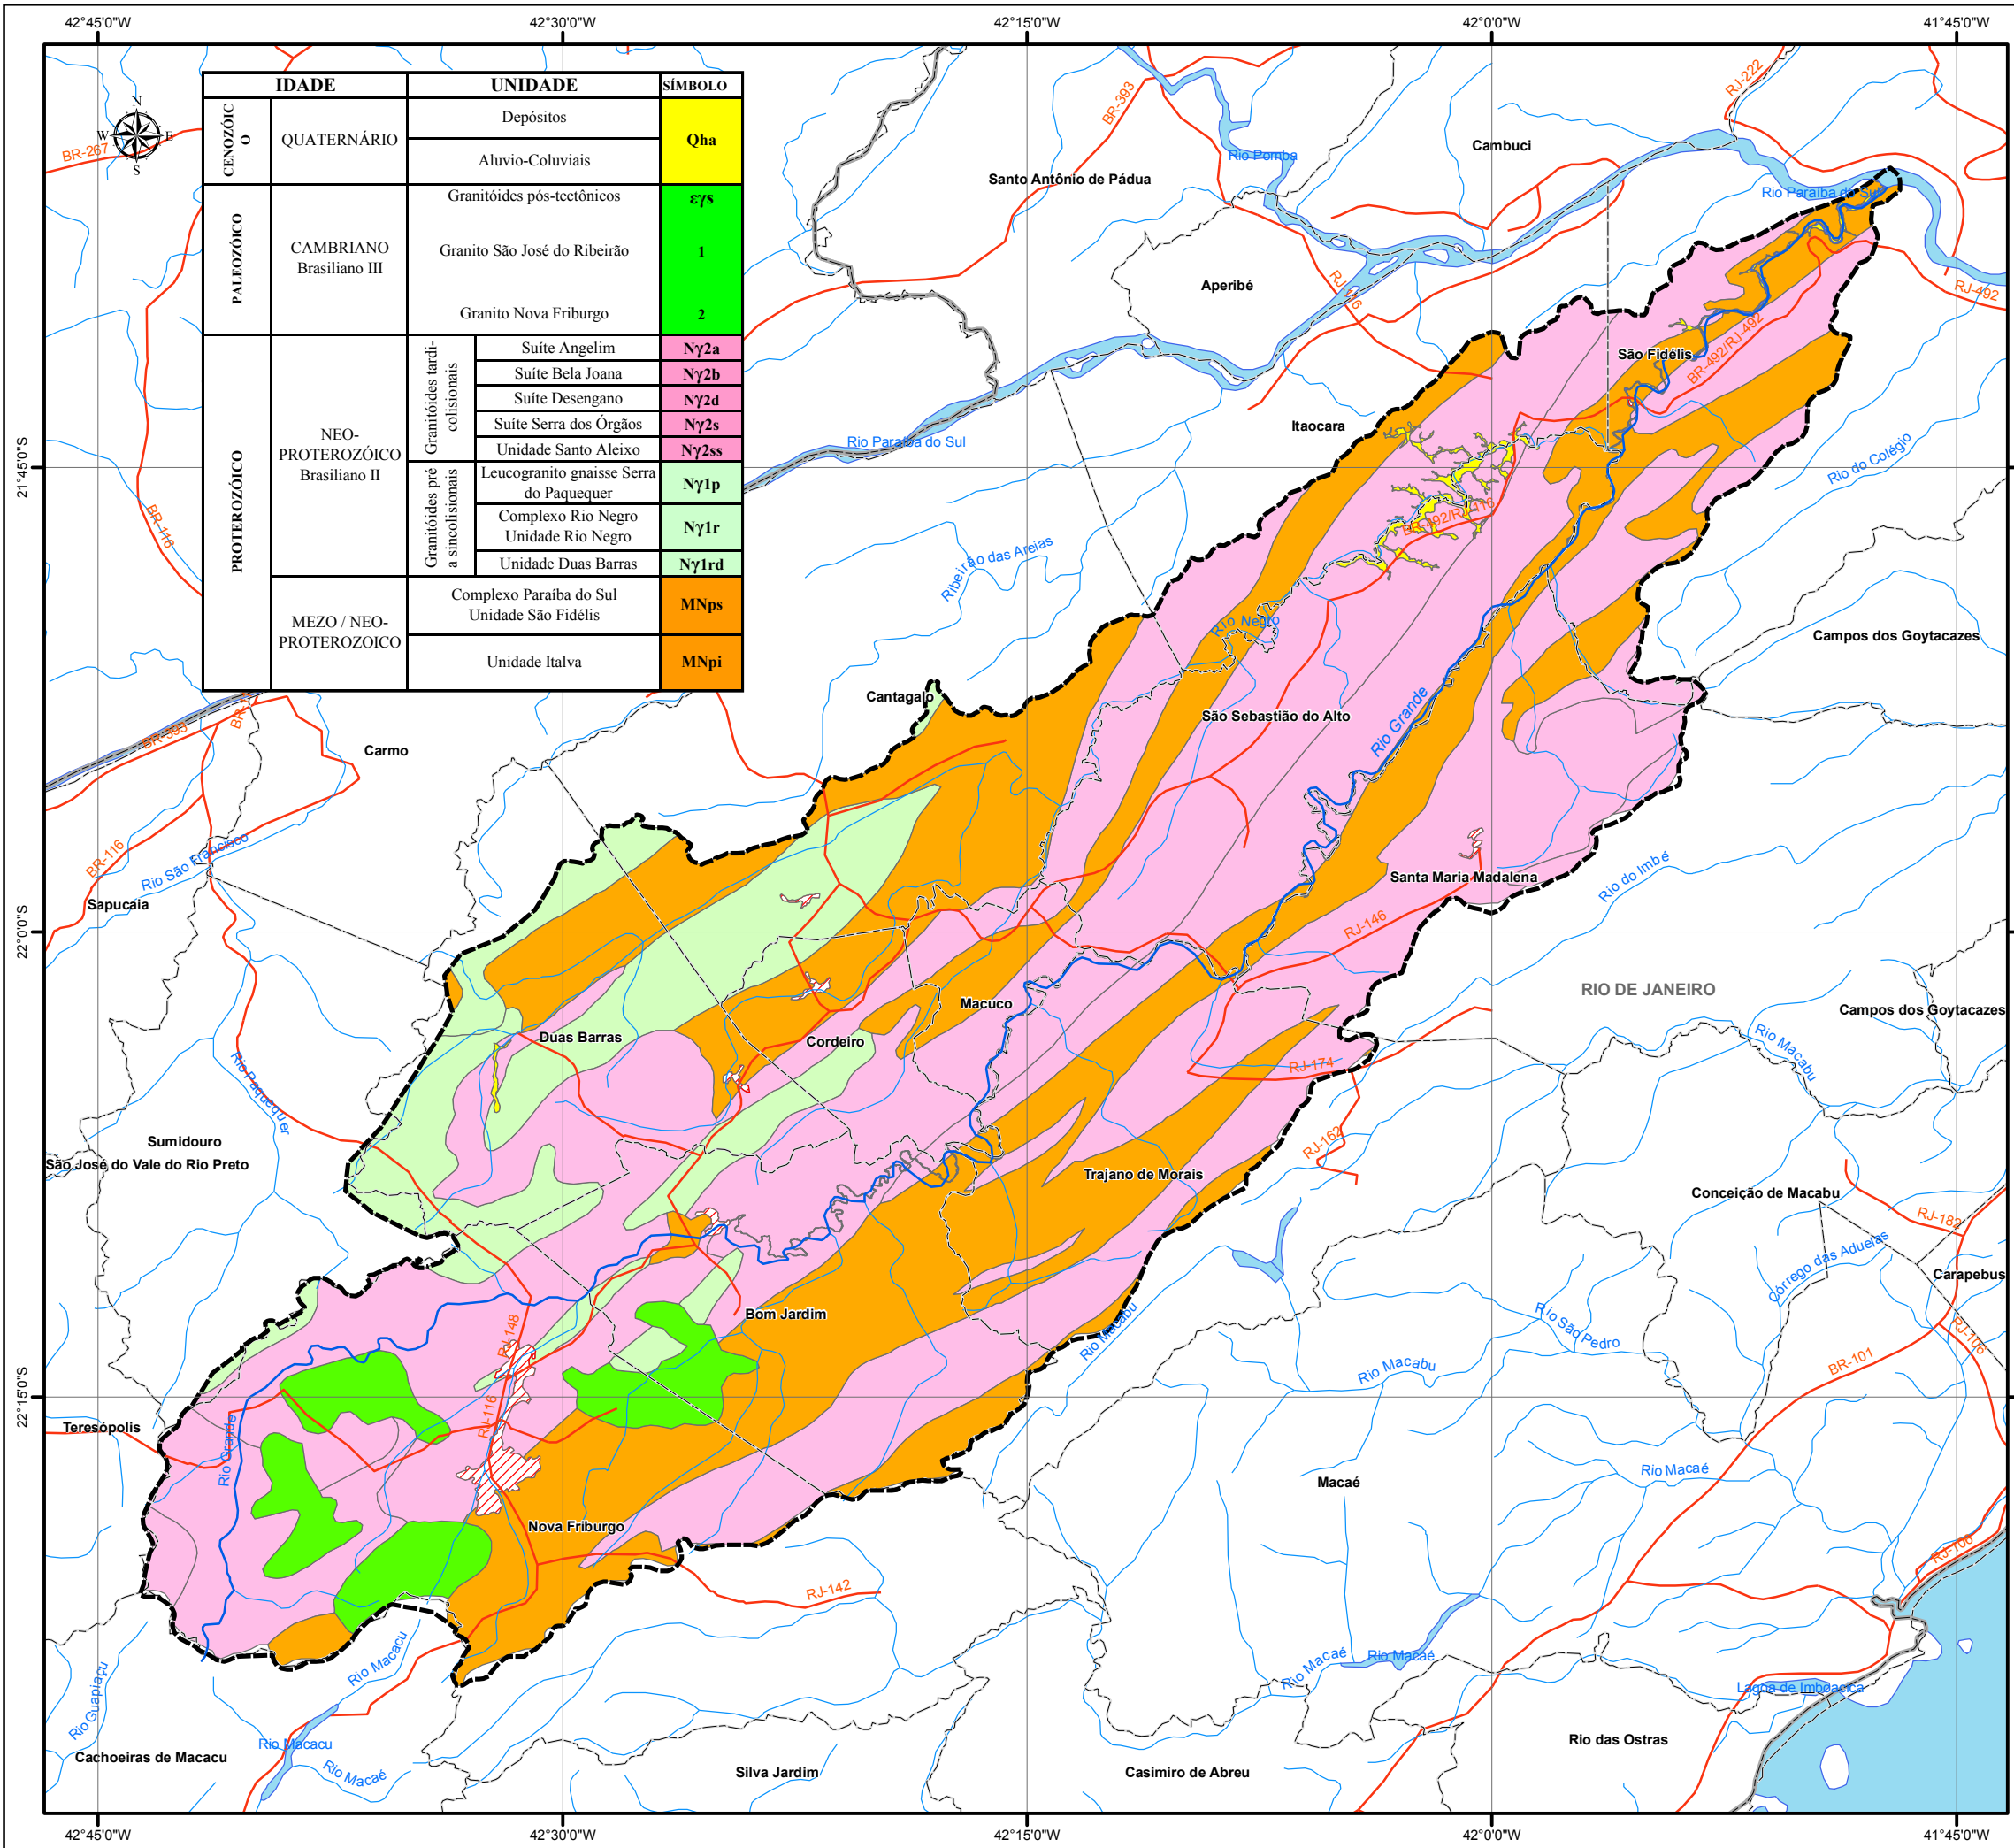 42°45'0"W 42°30'0"W 42°15'0"W 42°0'0"W 41°45'0"W
N
W E
S
IDADE UNIDADE SÍMBOLO
CENOZÓIC
O
QUATERNÁRIO
Depósitos
Aluvio-Coluviais
Qha
PALEOZÓICO
CAMBRIANO
Brasiliano III
Granitóides pós-tectônicos εγs
Granito São José do Ribeirão 1
Granito Nova Friburgo 2
PROTEROZÓICO
NEO-
PROTEROZÓICO
Brasiliano II
Granitóides tardi-
colisionais
Suíte Angelim Nγ2a
Suíte Bela Joana Nγ2b
Suíte Desengano Nγ2d
Suíte Serra dos Órgãos Nγ2s
Unidade Santo Aleixo Nγ2ss
Granitóides pré
a sincolisionais
Leucogranito gnaisse Serra
do Paquequer
Nγ1p
Complexo Rio Negro
Unidade Rio Negro
Nγ1r
Unidade Duas Barras Nγ1rd
MEZO / NEO-
PROTEROZOICO
Complexo Paraíba do Sul
Unidade São Fidélis
MNps
Unidade Italva MNpi
BR-267
BR-116
BR-393
RJ-222
Rio Pomba
Cambuci
Santo Antônio de Pádua
Rio Paraíba do Sul
Aperibé
RJ-116
RJ-492
São Fidélis
BR-492/RJ-492
Itaocara
Rio Paraíba do Sul
21°45'0"S
Rio do Colégio
BR-492/RJ-116
Ribeirão das Areias
Rio Negro
Campos dos Goytacazes
Cantagalo
São Sebastião do Alto
Rio Grande
BR-393
Carmo
BR-116
Rio São Francisco
Sapucaia
Santa Maria Madalena
Rio do Imbé
RJ-146
22°0'0"S
RIO DE JANEIRO
Macuco
Campos dos Goytacazes
Duas Barras
Cordeiro
Rio Macabu
RJ-174
Rio Paquequer
Sumidouro
São José do Vale do Rio Preto
RJ-162
Trajano de Morais
Conceição de Macabu
RJ-182
Córrego das Aduelas
Carapebus
Bom Jardim
Rio Macabu
Rio São Pedro
RJ-106
RJ-148
Rio Macabu
BR-101
22°15'0"S
Teresópolis
Rio Grande
RJ-116
Macaé
Rio Macaé
Nova Friburgo
RJ-106
RJ-142
Rio Macacu
Rio Guapiaçu
Rio Macaé
Rio Macaé
Lagoa de Imboacica
Rio das Ostras
Cachoeiras de Macacu
Rio Macacu
Rio Macaé
Silva Jardim
Casimiro de Abreu
42°45'0"W 42°30'0"W 42°15'0"W 42°0'0"W 41°45'0"W